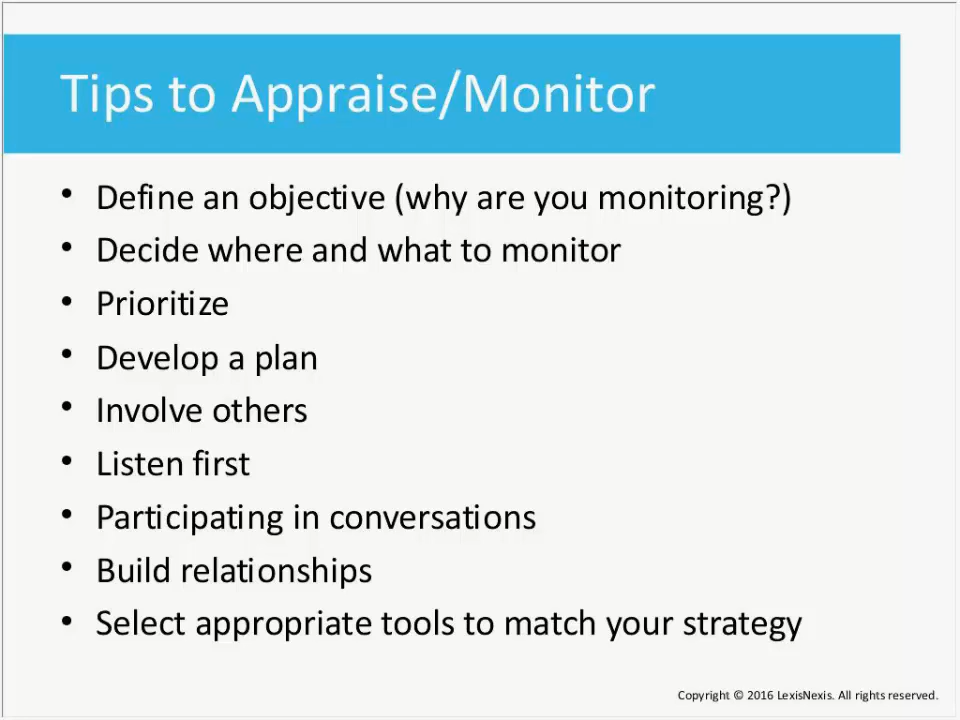 Tips to Appraise/Monitor
• Define an objective (why are you monitoring?)
• Decide where and what to monitor
• Prioritize
• Develop a plan
• Involve others
• Listen first
• Participating in conversations
• Build relationships
• Select appropriate tools to match your strategy
Copyright © 2016 LexisNexis. All rights reserved.